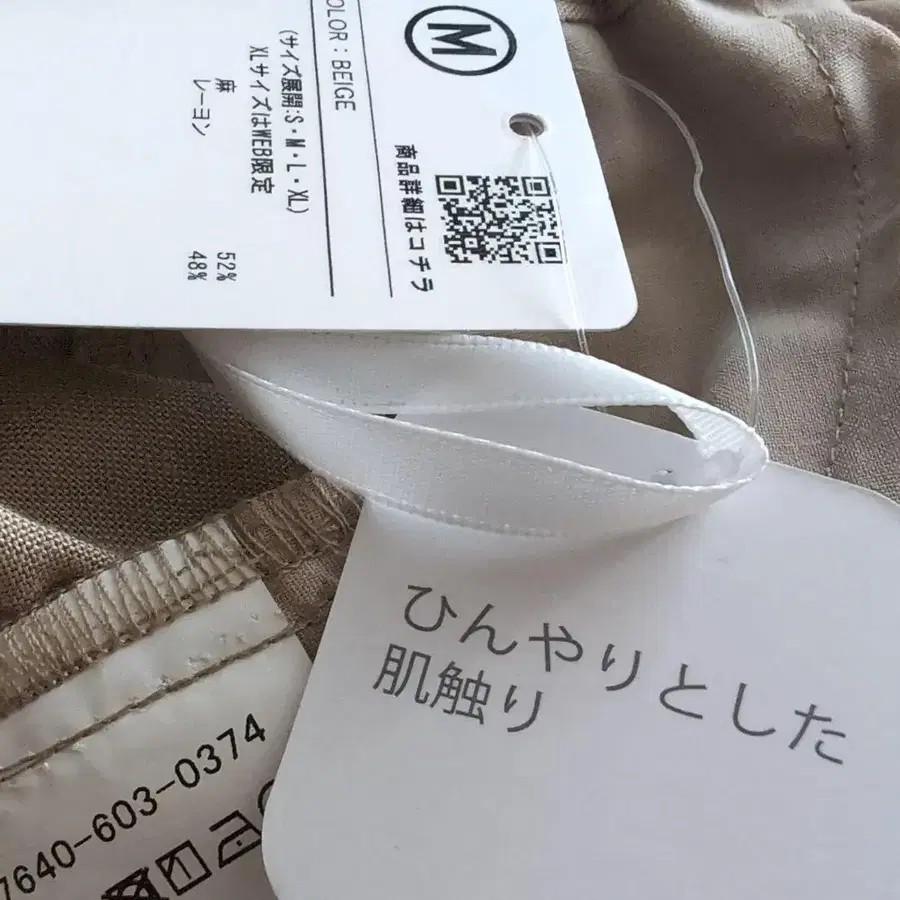 M
COLOR : BEIGE
(サイズ展開:S・M・L・XL)
XLサイズはWEB限定
麻 52%
レーヨン 48%
商品詳細はコチラ
ひんやりとした
肌触り
7640-603-0374